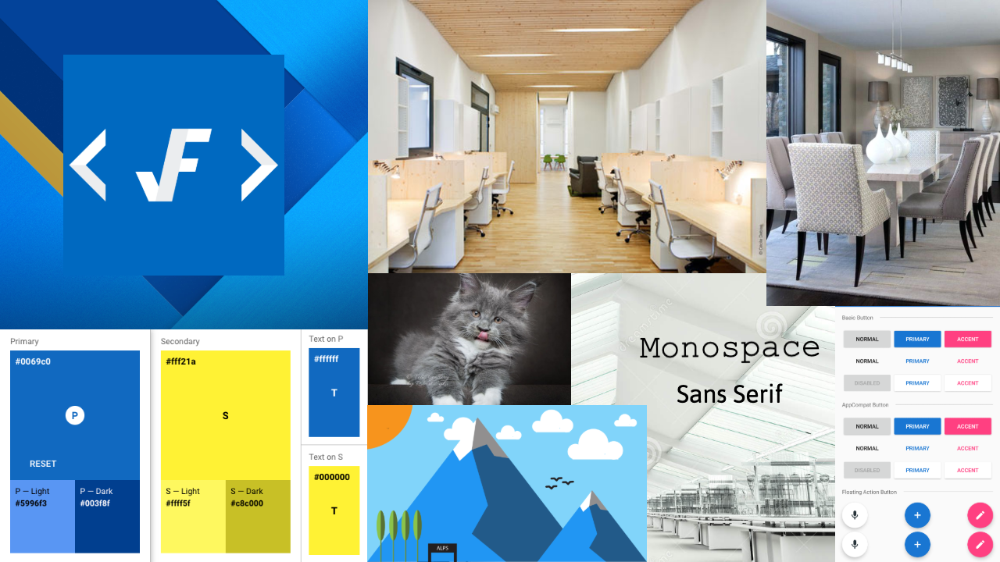 F
© Cécile Debrig
Monospace
Sans Serif
Primary
#0069c0
P
RESET
P — Light
#5996f3
P — Dark
#003f8f
Secondary
#fff21a
S
S — Light
#ffff5f
S — Dark
#c8c000
Text on P
#ffffff
T
Text on S
#000000
T
ALPS
Basic Button
NORMAL PRIMARY ACCENT
NORMAL PRIMARY ACCENT
DISABLED PRIMARY ACCENT
AppCompat Button
NORMAL PRIMARY ACCENT
NORMAL PRIMARY ACCENT
DISABLED PRIMARY ACCENT
Floating Action Button